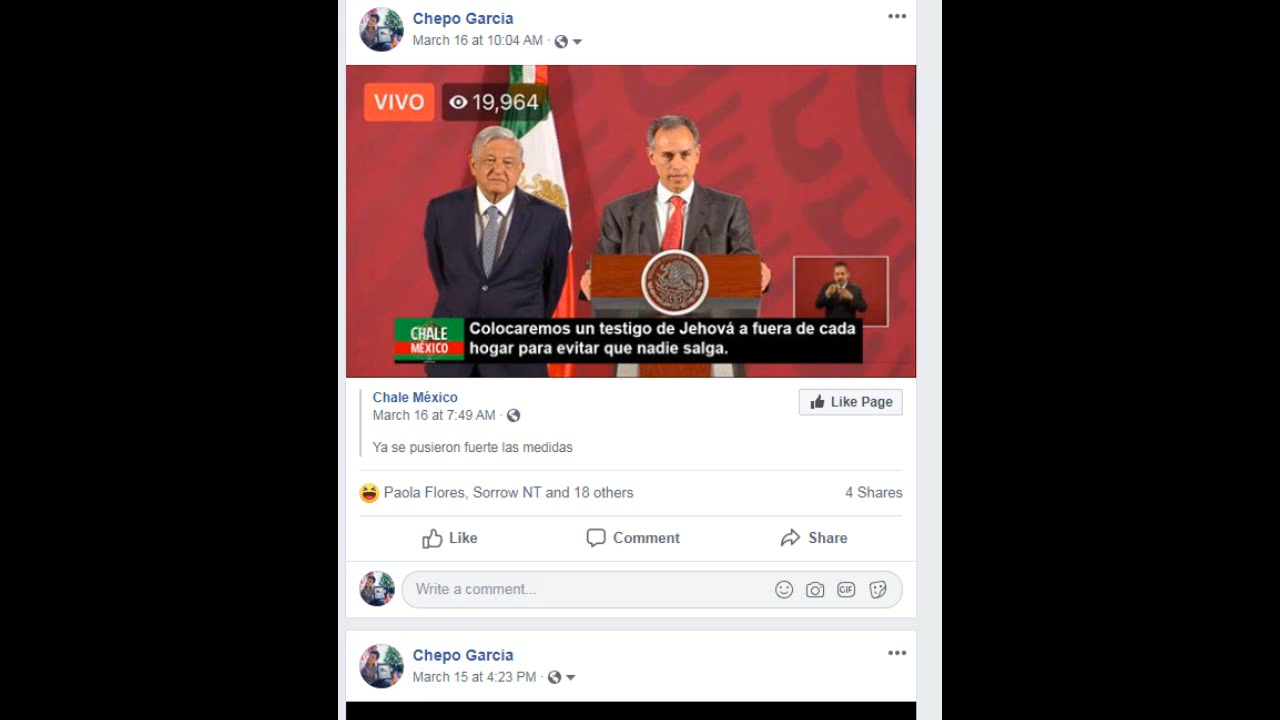 Chepo Garcia
March 16 at 10:04 AM ·
VIVO 19,964
CHALE
MÉXICO
Colocaremos un testigo de Jehová a fuera de cada
hogar para evitar que nadie salga.
Chale México
March 16 at 7:49 AM ·
Like Page
Ya se pusieron fuerte las medidas
Paola Flores, Sorrow NT and 18 others
4 Shares
Like Comment Share
Write a comment...
GIF
Chepo Garcia
March 15 at 4:23 PM ·